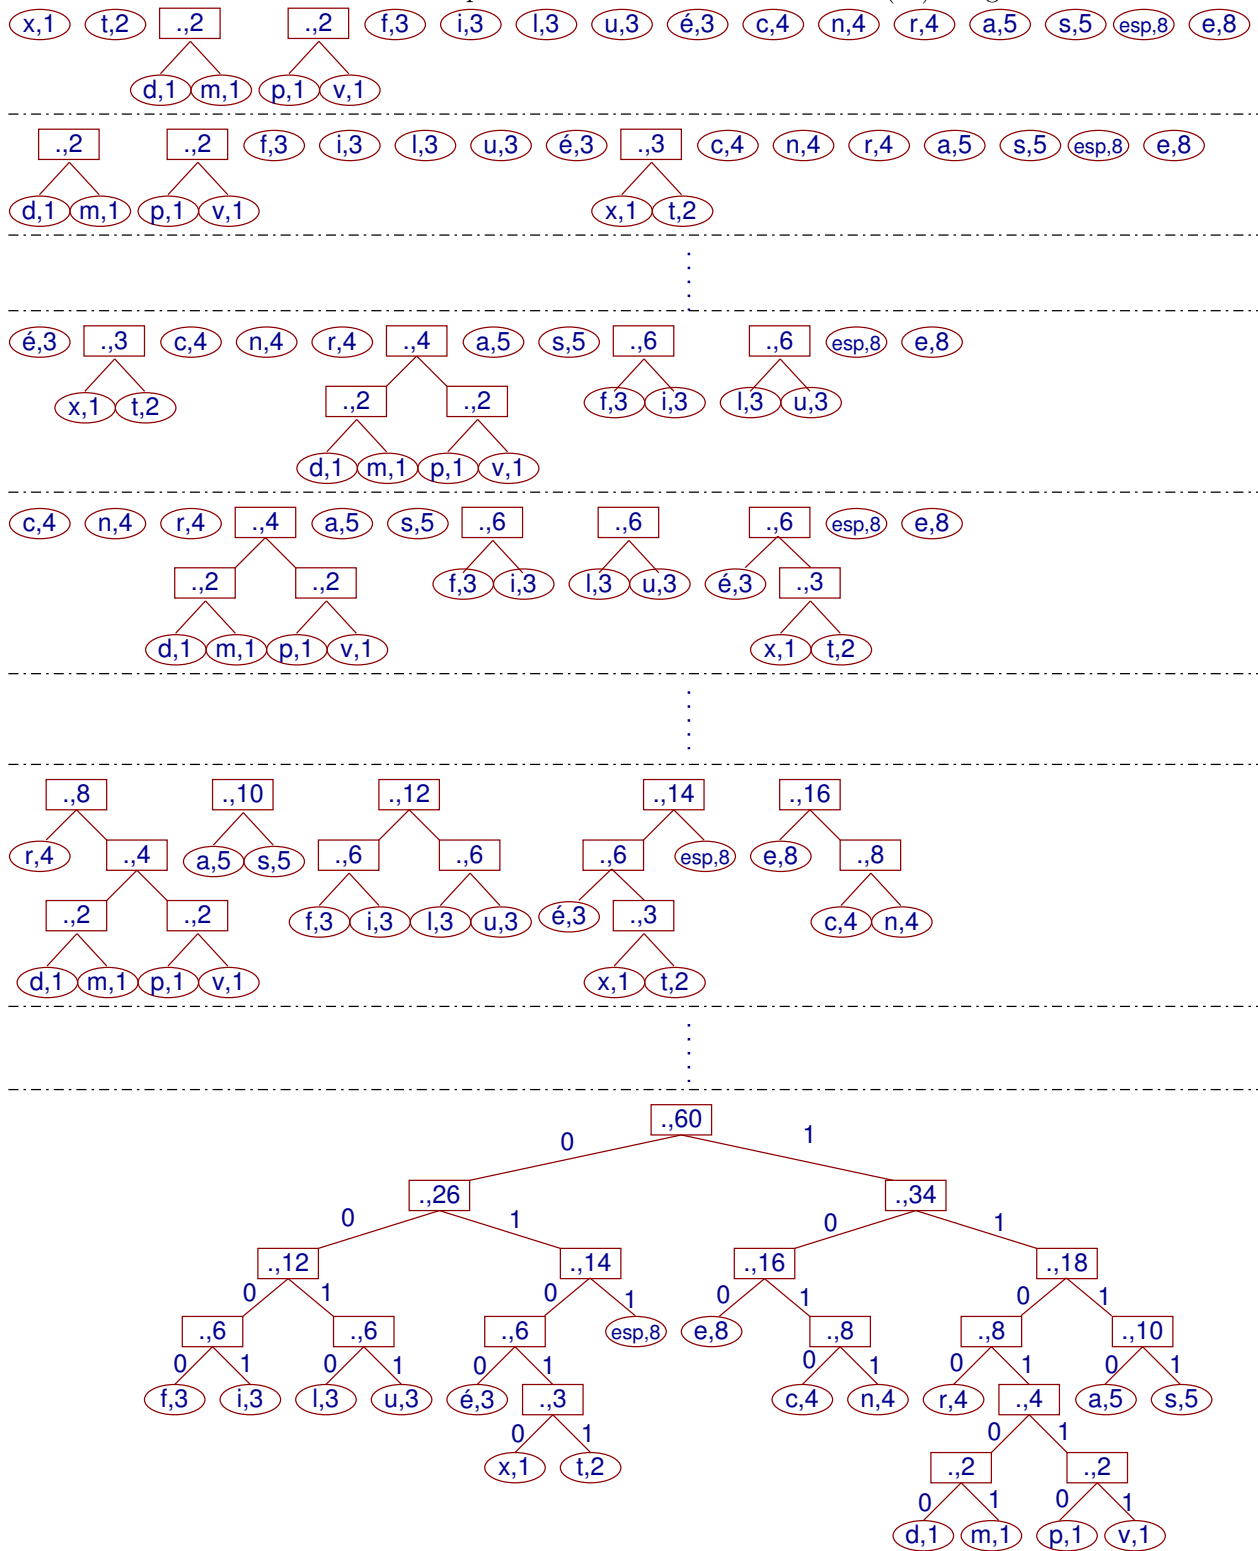 x,1 t,2 .,2 .,2 f,3 i,3 l,3 u,3 é,3 c,4 n,4 r,4 a,5 s,5 esp,8 e,8
d,1 m,1 p,1 v,1
.,2 .,2 f,3 i,3 l,3 u,3 é,3 .,3 c,4 n,4 r,4 a,5 s,5 esp,8 e,8
d,1 m,1 p,1 v,1 x,1 t,2
é,3 .,3 c,4 n,4 r,4 .,4 a,5 s,5 .,6 .,6 esp,8 e,8
x,1 t,2 .,2 .,2 f,3 i,3 l,3 u,3
d,1 m,1 p,1 v,1
c,4 n,4 r,4 .,4 a,5 s,5 .,6 .,6 .,6 esp,8 e,8
.,2 .,2 f,3 i,3 l,3 u,3 é,3 .,3
d,1 m,1 p,1 v,1 x,1 t,2
.,8 .,10 .,12 .,14 .,16
r,4 .,4 a,5 s,5 .,6 .,6 .,6 esp,8 e,8 .,8
.,2 .,2 f,3 i,3 l,3 u,3 é,3 .,3 c,4 n,4
d,1 m,1 p,1 v,1 x,1 t,2
.,60
0 1
.,26 .,34
0 1 0 1
.,12 .,14 .,16 .,18
0 1 0 1 0 1 0 1
.,6 .,6 .,6 esp,8 e,8 .,8 .,8 .,10
0 1 0 1 0 1 0 1 0 1 0 1
f,3 i,3 l,3 u,3 é,3 .,3 c,4 n,4 r,4 .,4 a,5 s,5
0 1 0 1
x,1 t,2 .,2 .,2
0 1 0 1
d,1 m,1 p,1 v,1